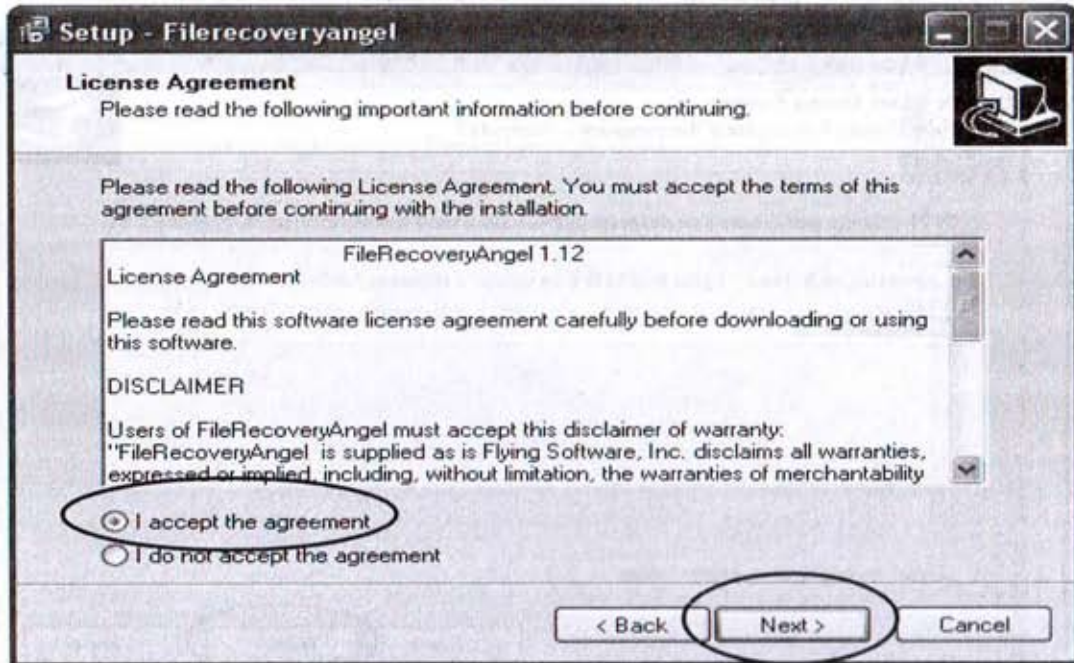 Setup - Filerecoveryangel
License Agreement
Please read the following important information before continuing.
Please read the following License Agreement. You must accept the terms of this
agreement before continuing with the installation.
FileRecoveryAngel 1.12
License Agreement
Please read this software license agreement carefully before downloading or using
this software.
DISCLAIMER
Users of FileRecoveryAngel must accept this disclaimer of warranty:
"FileRecoveryAngel is supplied as is Flying Software, Inc. disclaims all warranties,
expressed or implied, including, without limitation, the warranties of merchantability
I accept the agreement
I do not accept the agreement
< Back
Next >
Cancel